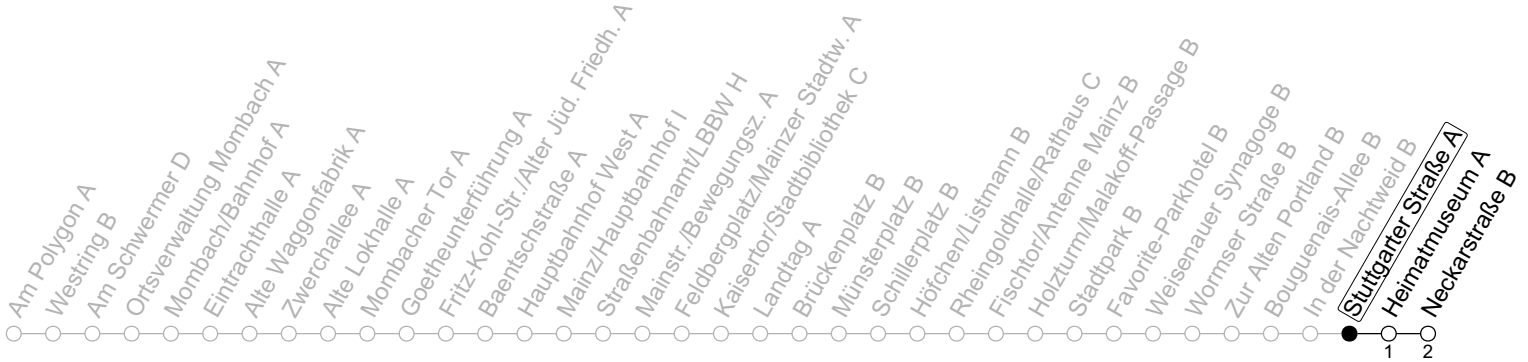 Am Polygon A
Westring B
Am Schwermer D
Ortsverwaltung Mombach A
Mombach/Bahnhof A
Eintrachthalle A
Alte Waggonfabrik A
Zwerchallee A
Alte Lokhalle A
Mombacher Tor A
Goetheunterführung A
Fritz-Kohl-Str./Alter Jüd. Friedh. A
Baentschstraße A
Hauptbahnhof West A
Mainz/Hauptbahnhof I
Straßenbahnamt/LBBW H
Mainstr./Bewegungsz. A
Feldbergplatz/Mainzer Stadtw. A
Kaisertor/Stadtbibliothek C
Landtag A
Brückenplatz B
Münsterplatz B
Schillerplatz B
Höfchen/Listmann B
Rheingoldhalle/Rathaus C
Fischtor/Antenne Mainz B
Holzturm/Malakoff-Passage B
Stadtpark B
Favorite-Parkhotel B
Weisenauer Synagoge B
Wormser Straße B
Zur Alten Portland B
Bouguenais-Allee B
In der Nachtweid B
Stuttgarter Straße A
Heimatmuseum A
Neckarstraße B
1
2